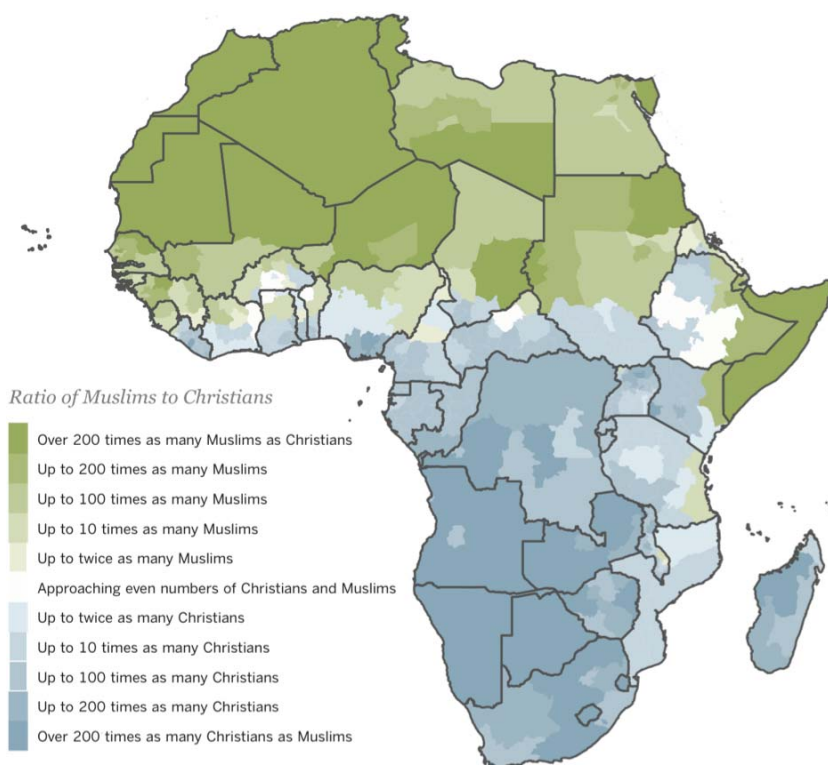 Ratio of Muslims to Christians
Over 200 times as many Muslims as Christians
Up to 200 times as many Muslims
Up to 100 times as many Muslims
Up to 10 times as many Muslims
Up to twice as many Muslims
Approaching even numbers of Christians and Muslims
Up to twice as many Christians
Up to 10 times as many Christians
Up to 100 times as many Christians
Up to 200 times as many Christians
Over 200 times as many Christians as Muslims